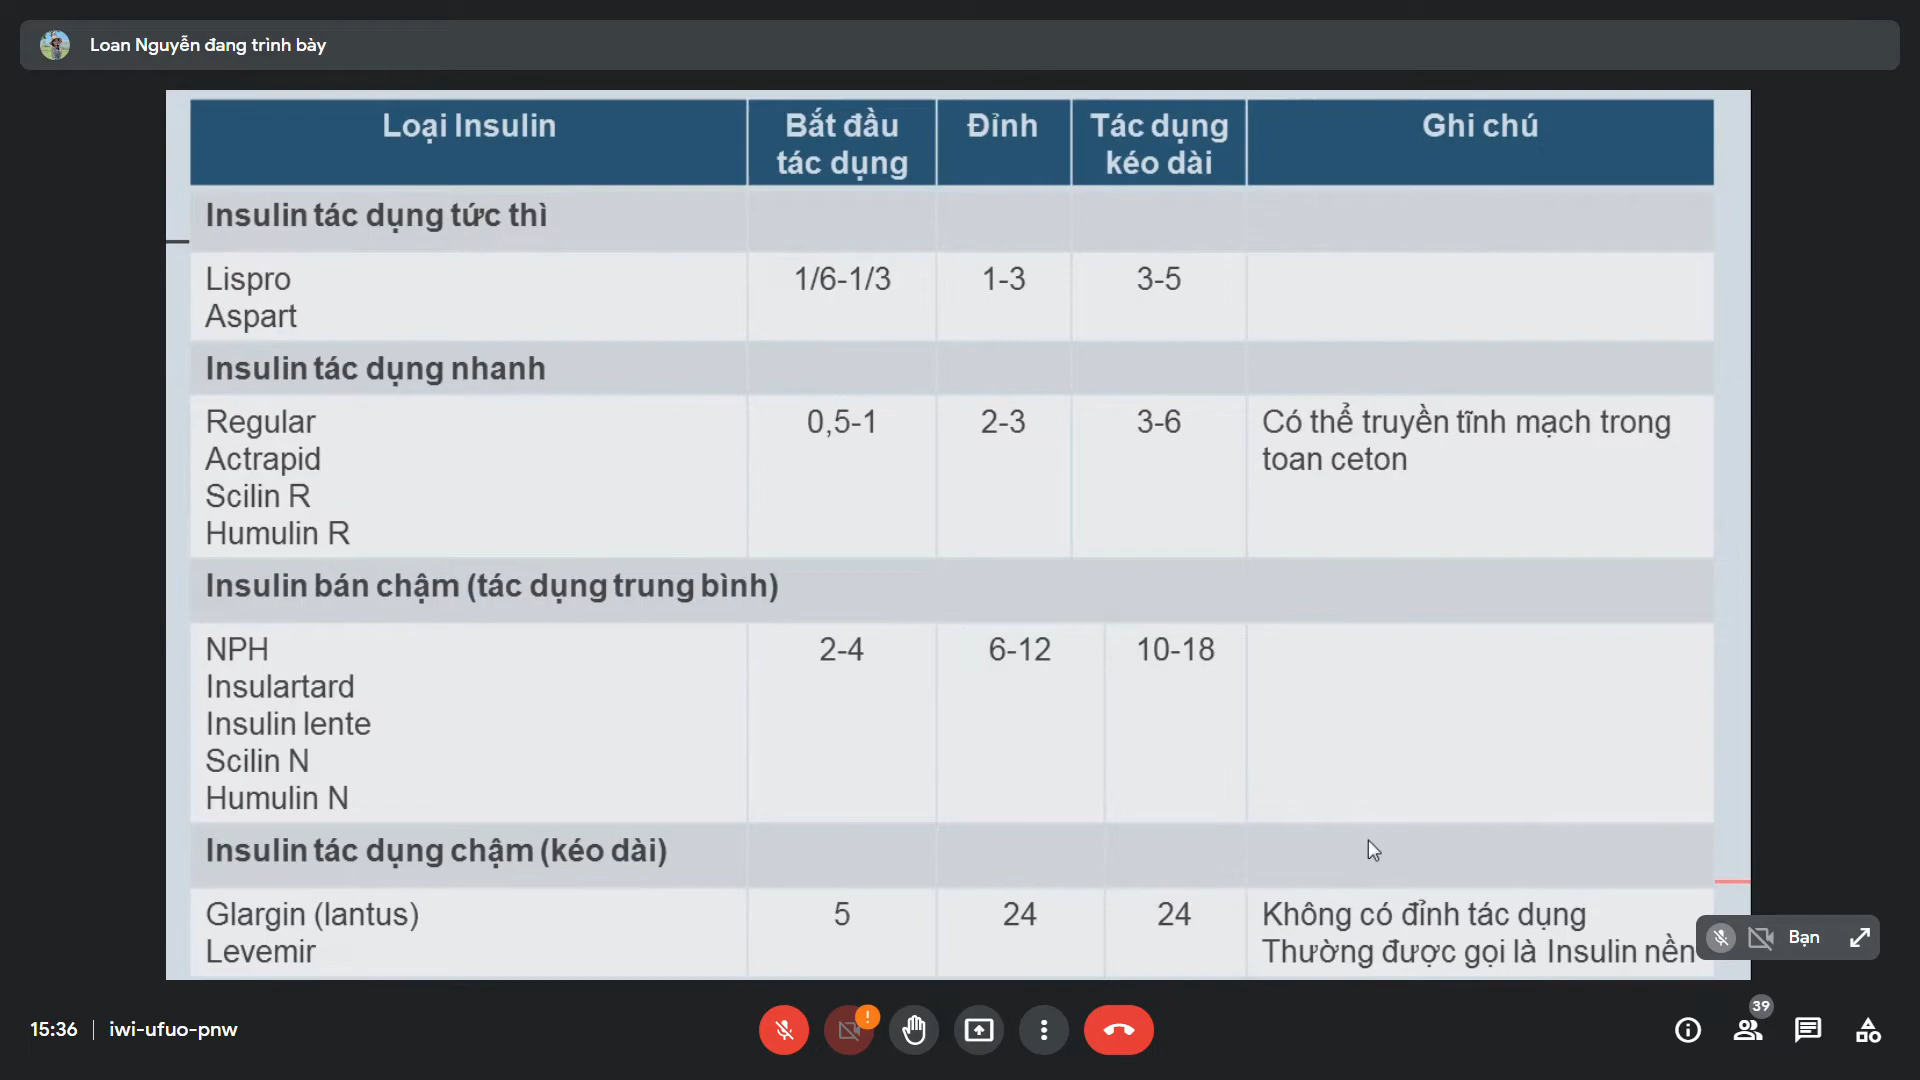 Loan Nguyễn đang trình bày
Loại Insulin
Bắt đầu
tác dụng
Đỉnh
Tác dụng
kéo dài
Ghi chú
Insulin tác dụng tức thì
Lispro
Aspart
1/6-1/3
1-3
3-5
Insulin tác dụng nhanh
Regular
Actrapid
Scilin R
Humulin R
0,5-1
2-3
3-6
Có thể truyền tĩnh mạch trong
toan ceton
Insulin bán chậm (tác dụng trung bình)
NPH
Insulartard
Insulin lente
Scilin N
Humulin N
2-4
6-12
10-18
Insulin tác dụng chậm (kéo dài)
Glargin (lantus)
Levemir
5
24
24
Không có đỉnh tác dụng
Thường được gọi là Insulin nền
Bạn
15:36
iwi-ufuo-pnw
!
39